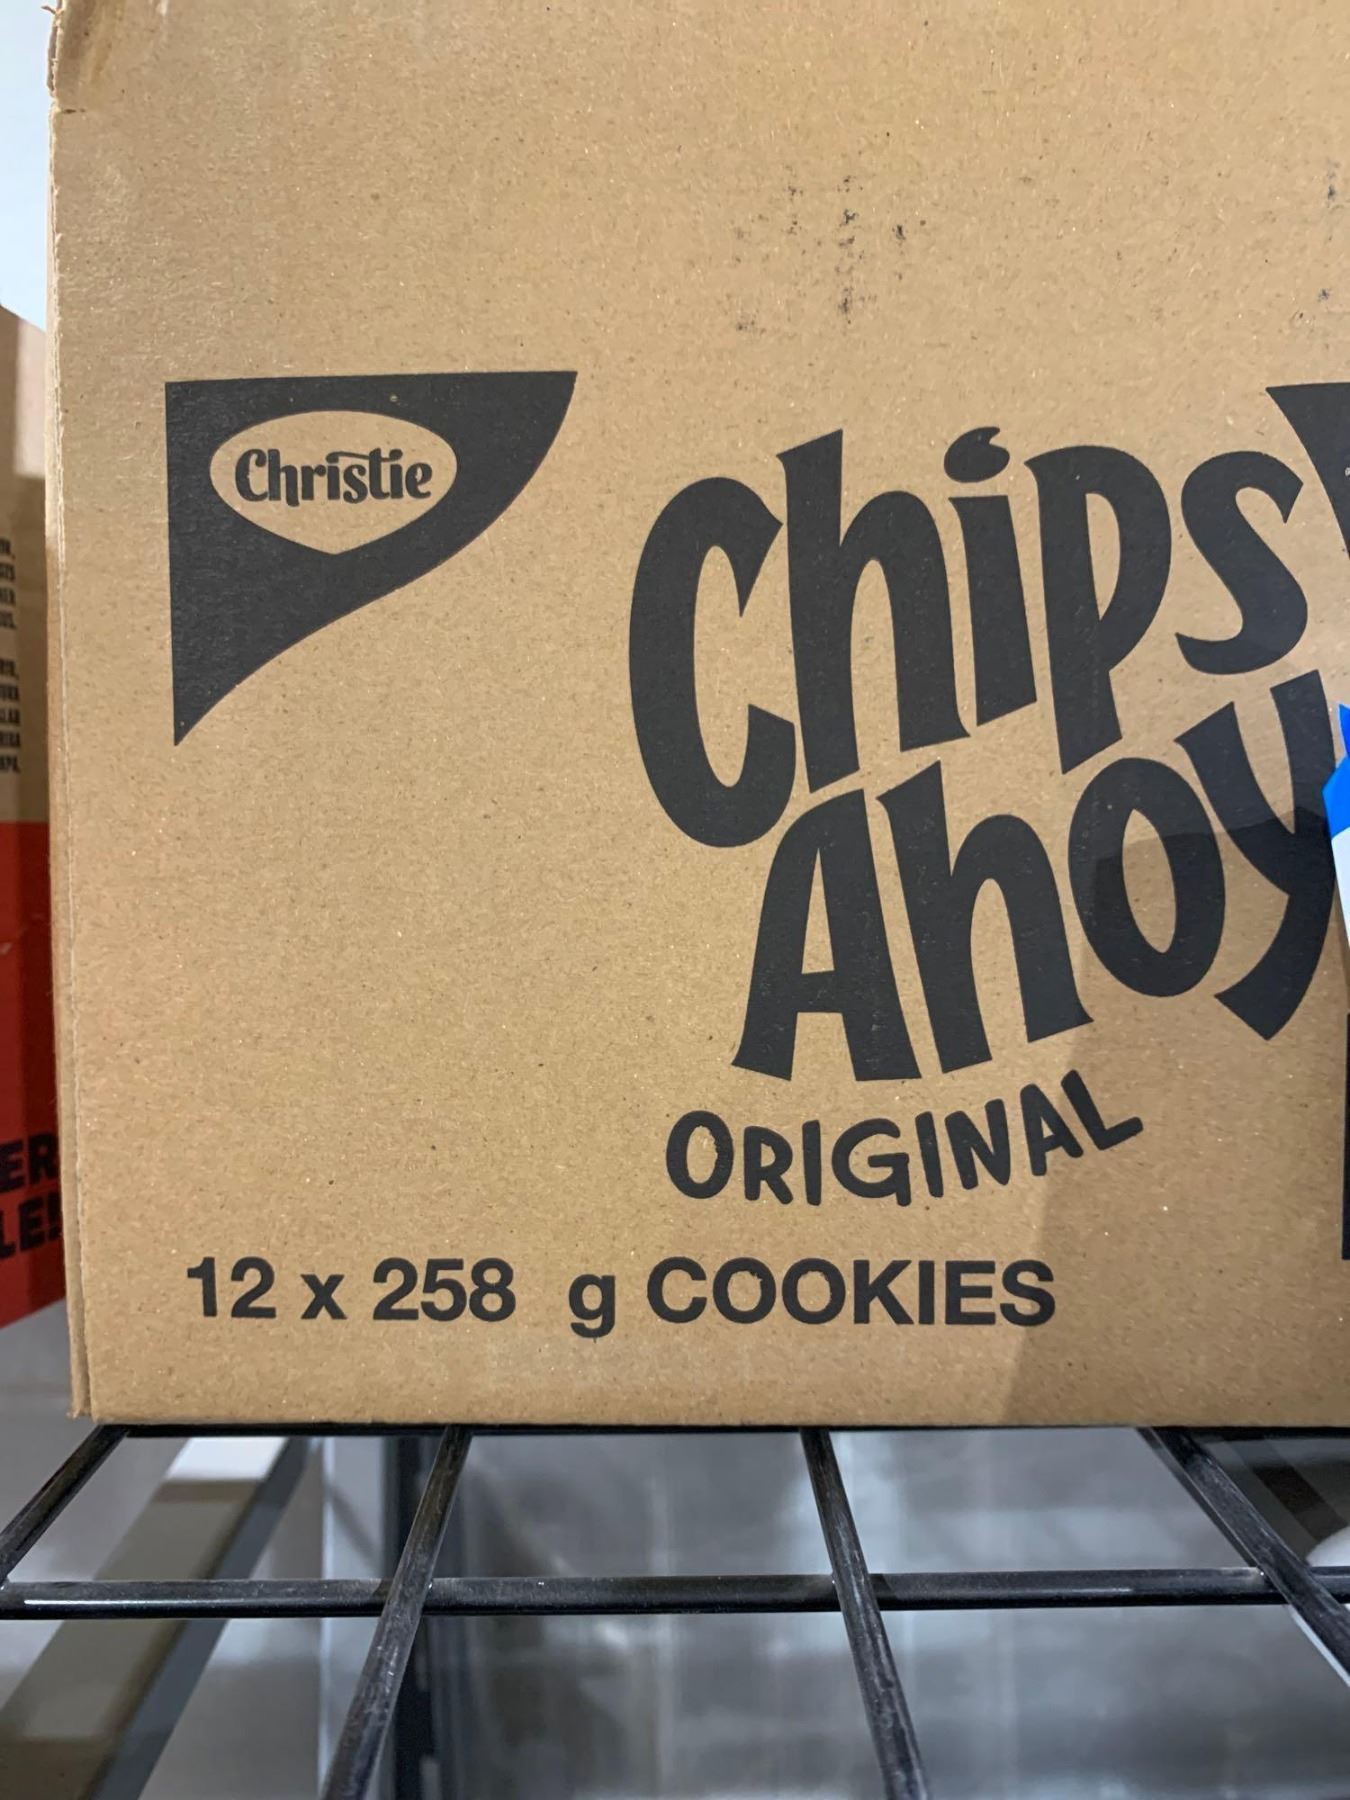 Christie
Chips
Ahoy
ORIGINAL
12 x 258 g COOKIES